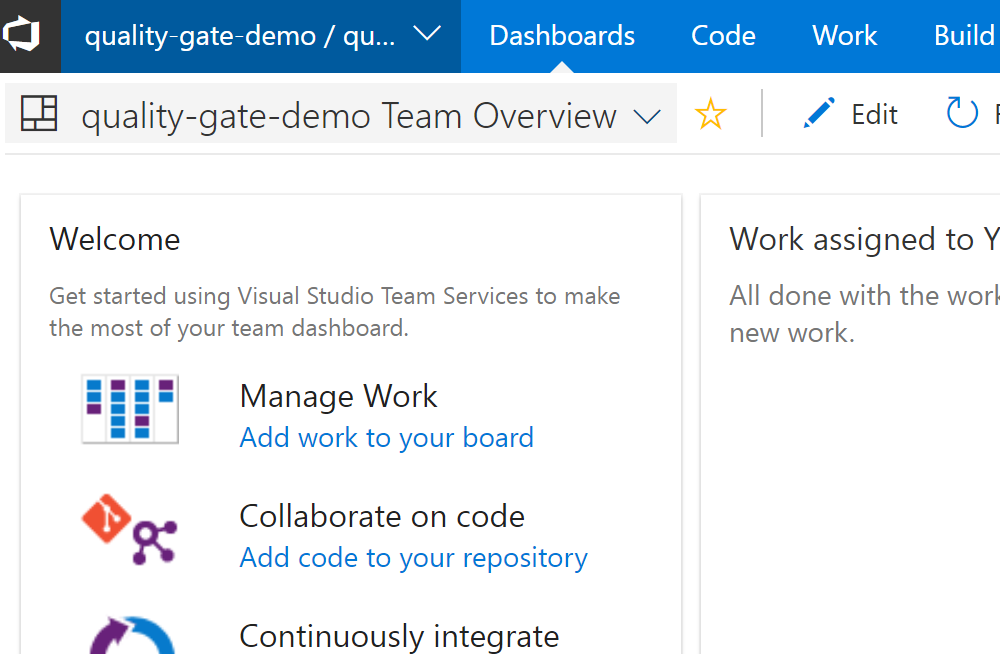 quality-gate-demo / qu...
Dashboards
Code
Work
Build
quality-gate-demo Team Overview
Edit
Welcome
Get started using Visual Studio Team Services to make
the most of your team dashboard.
Manage Work
Add work to your board
Collaborate on code
Add code to your repository
Continuously integrate
Work assigned to Y
All done with the work
new work.